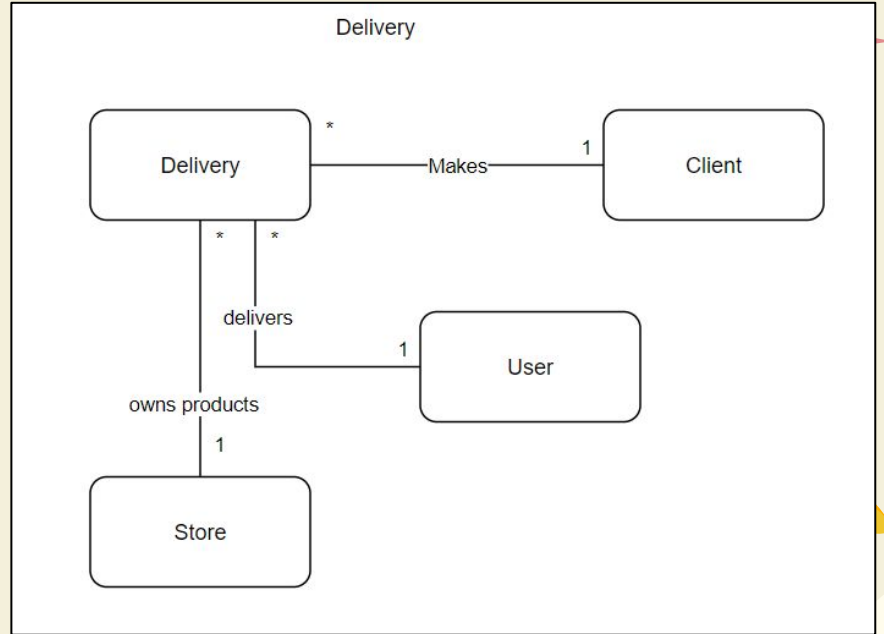 Delivery
*
Delivery
Makes
1
Client
*
*
delivers
1
User
owns products
1
Store